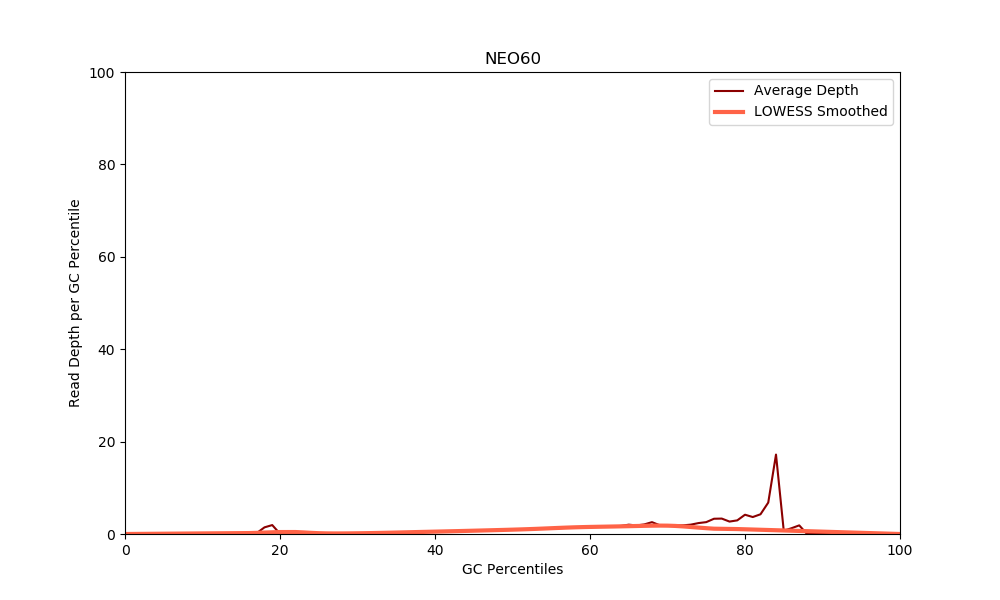 NEO60
Average Depth
LOWESS Smoothed
Read Depth per GC Percentile
100
80
60
40
20
0
0 20 40 60 80 100
GC Percentiles